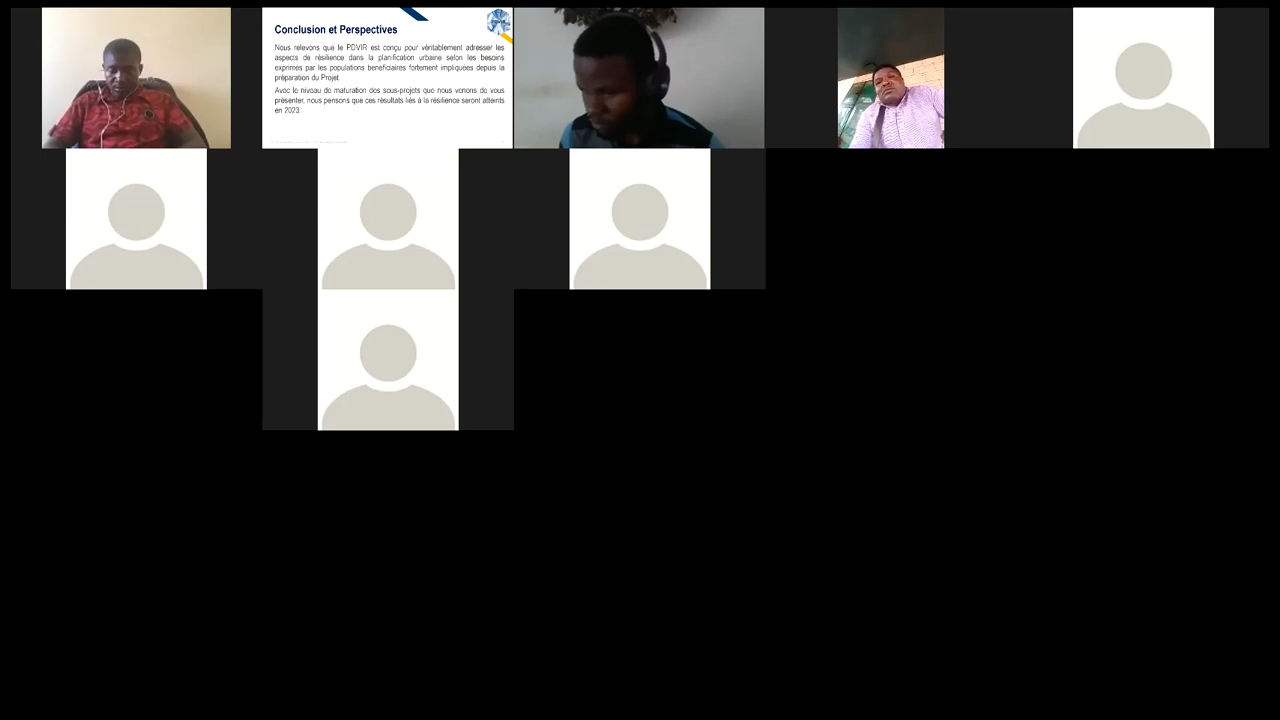 Conclusion et Perspectives
Nous relevons que le PDVIR est conçu pour véritablement adresser les
aspects de résilience dans la planification urbaine selon les besoins
exprimés par les populations bénéficiaires fortement impliquées depuis la
préparation du Projet
Avec le niveau de maturation des sous-projets que nous venons de vous
présenter, nous pensons que ces résultats liés à la résilience seront atteints
en 2023.